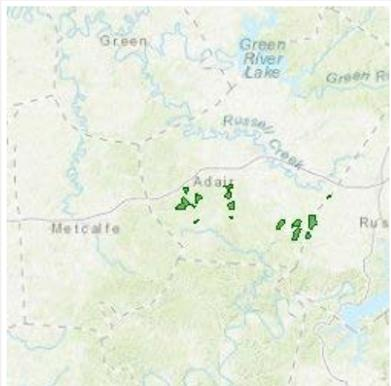 Green
Green
River
Lake
Green Ri
Russell Creek
Adair
Metcalfe
Rus